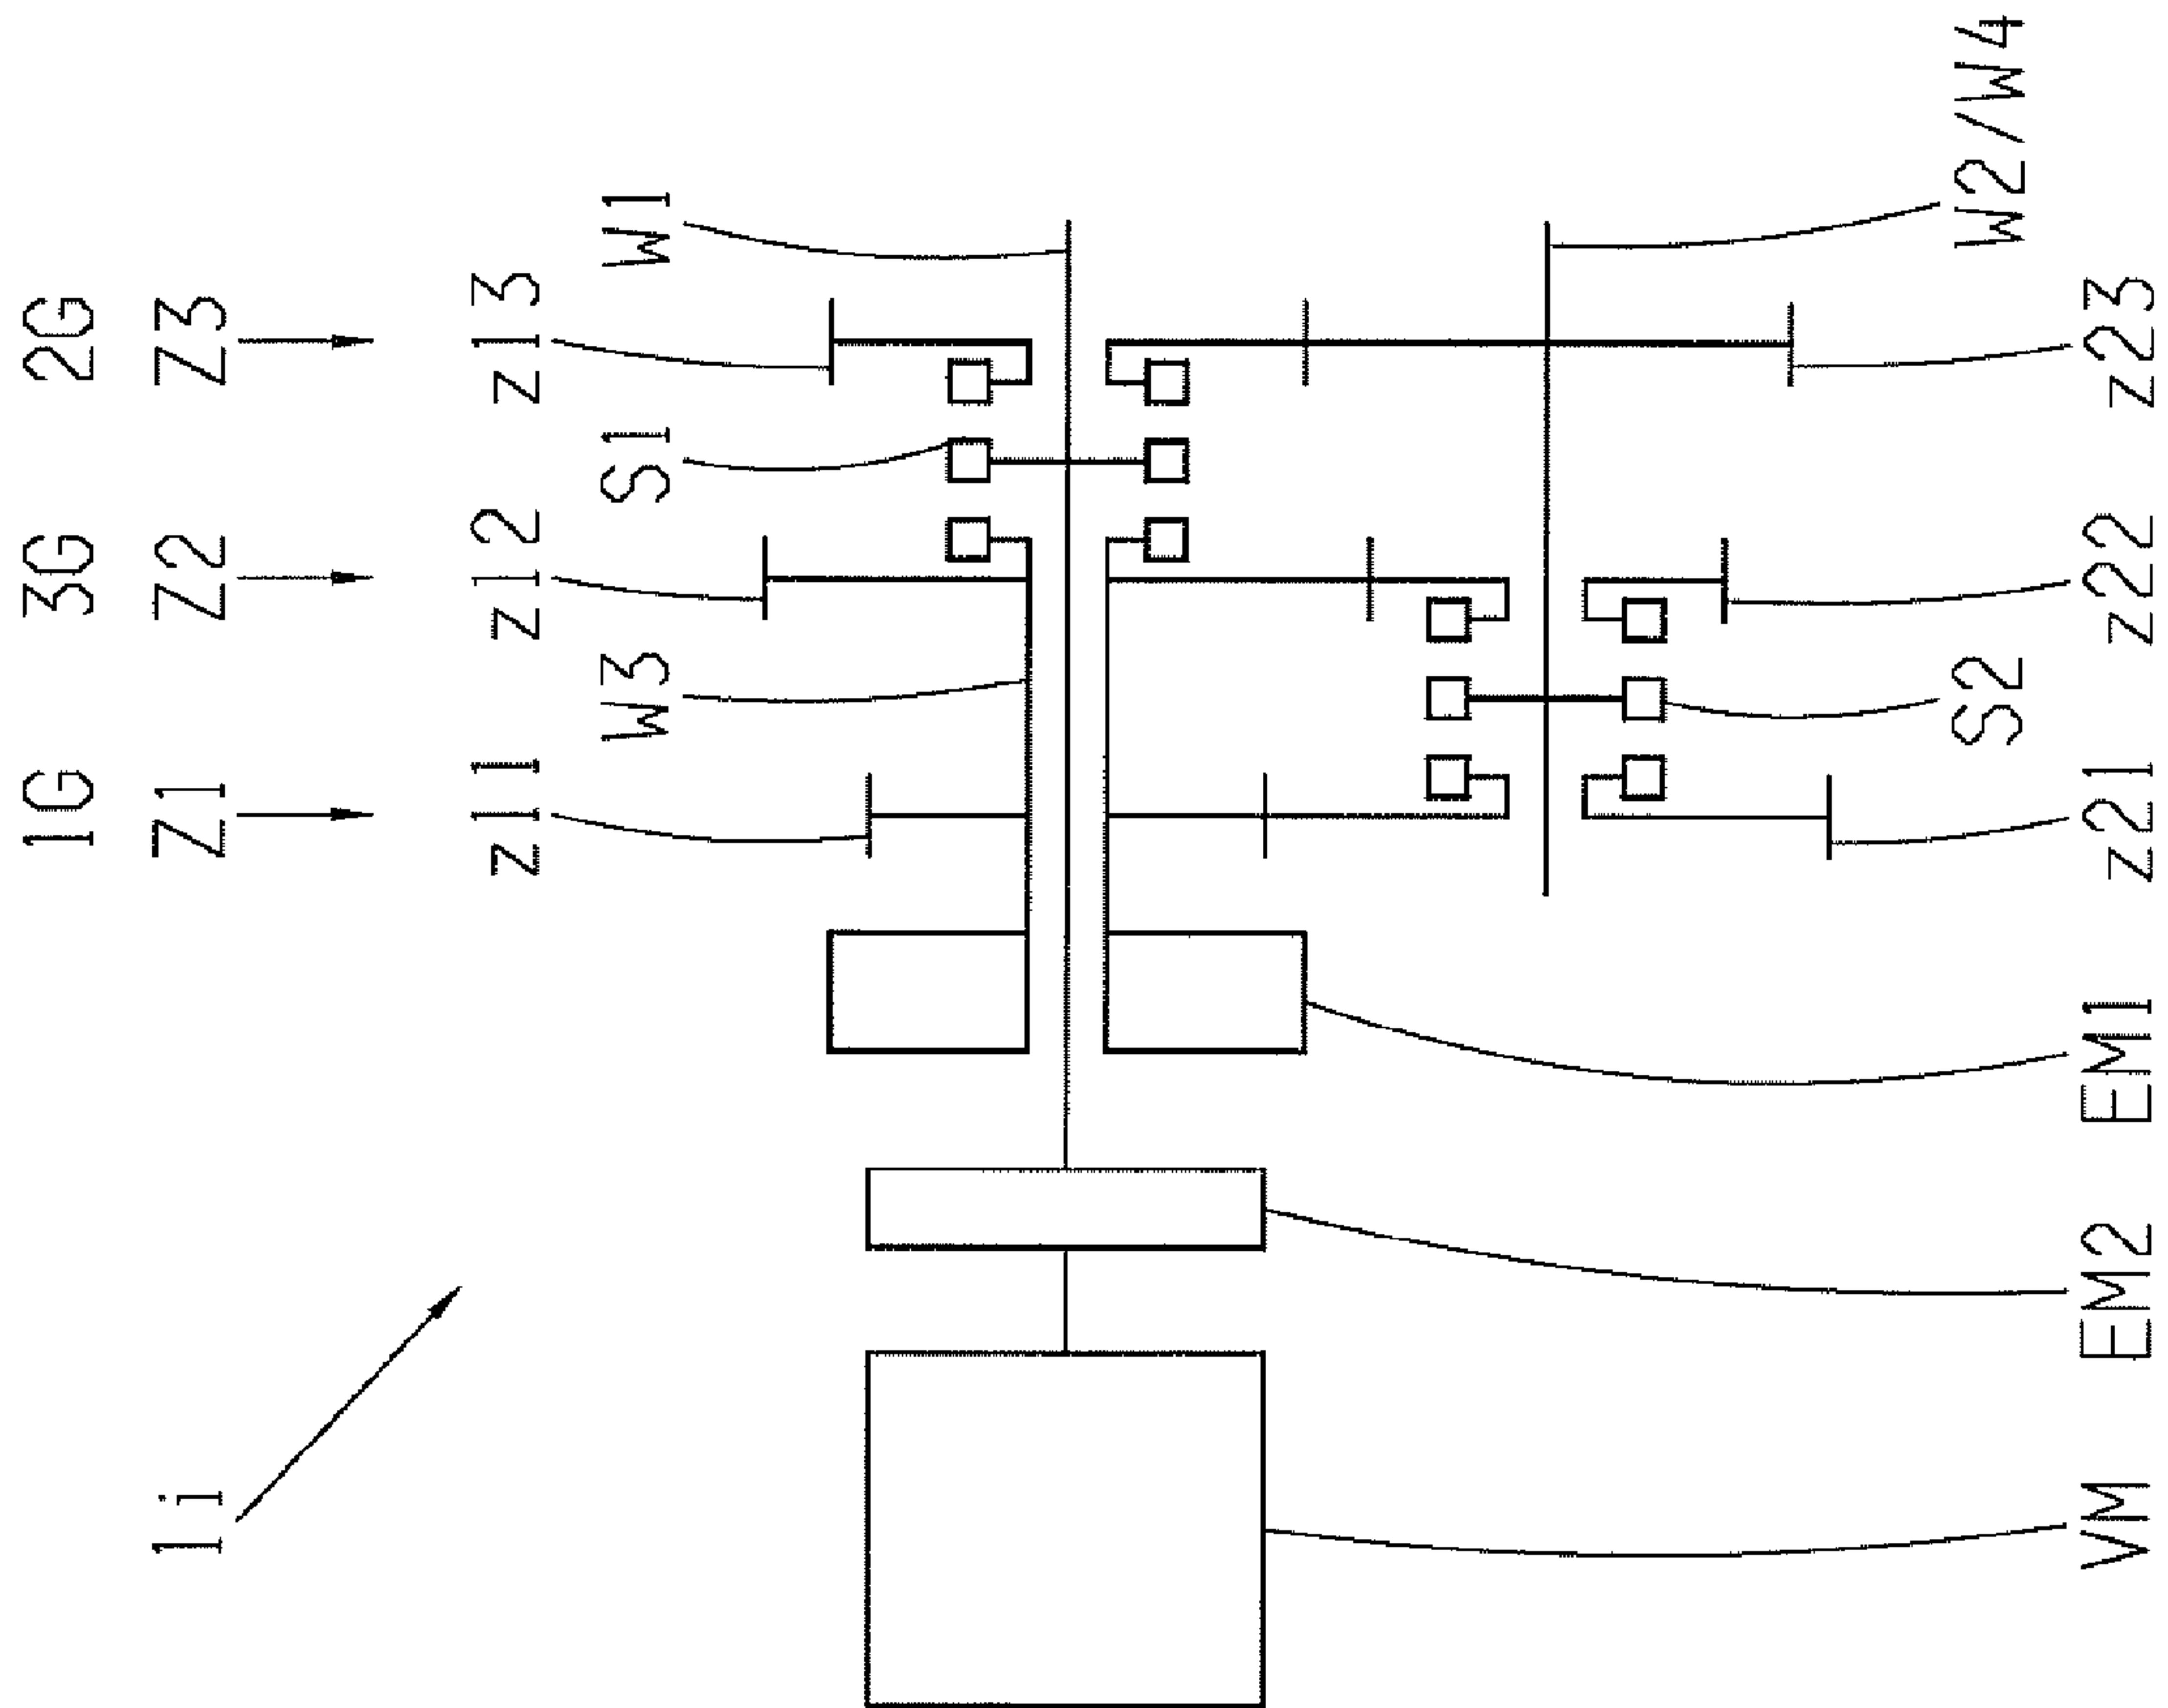 1G 3G 2G
1i Z1 Z2 Z3
z11 z12 z13
W3 S1 W1
S2 W2/W4
VM EM2 EM1 z21 z22 z23